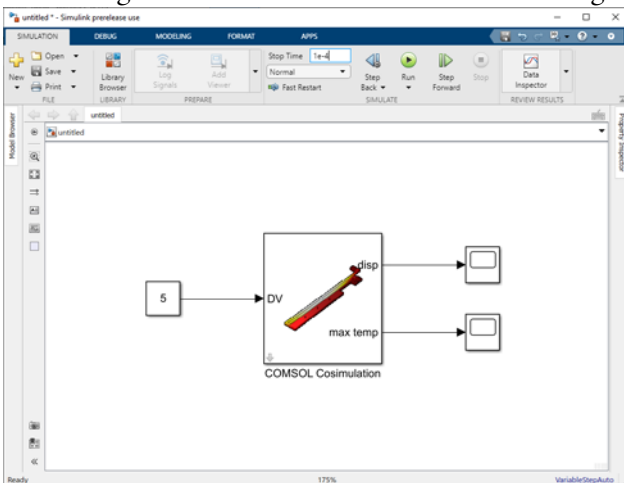 untitled * - Simulink prerelease use
SIMULATION DEBUG MODELING FORMAT APPS
New
Open
Save
Print
FILE
Library Browser
LIBRARY
Log Signals
Add Viewer
PREPARE
Stop Time 1e-4
Normal
Fast Restart
Step Back
Run
Step Forward
Stop
SIMULATE
Data Inspector
REVIEW RESULTS
untitled
untitled
Model Browser
Property Inspector
5
DV
disp
max temp
COMSOL Cosimulation
Ready 175% VariableStepAuto